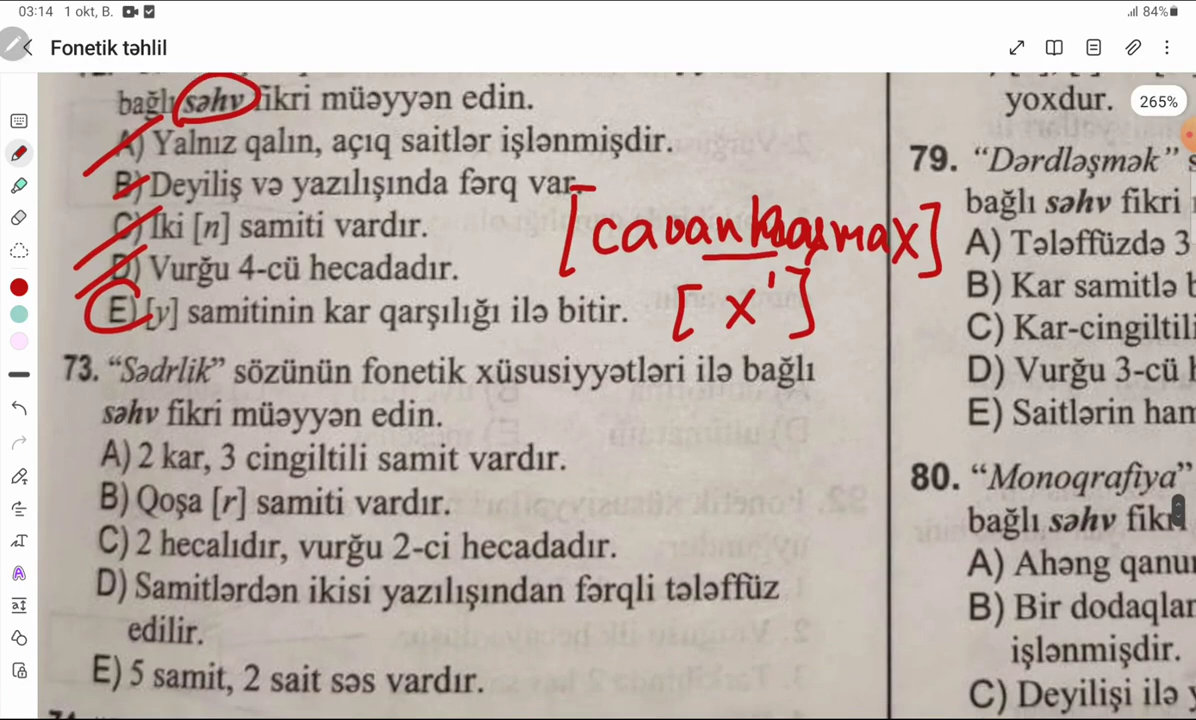 03:14 1 okt, B. 84%
Fonetik təhlil
265%
bağlı səhv fikri müəyyən edin.
A) Yalnız qalın, açıq saitlər işlənmişdir.
B) Deyiliş və yazılışında fərq var.
C) İki [n] samiti vardır.
D) Vurğu 4-cü hecadadır.
E) [y] samitinin kar qarşılığı ilə bitir.
[x']
73. “Sədrlik” sözünün fonetik xüsusiyyətləri ilə bağlı
səhv fikri müəyyən edin.
A) 2 kar, 3 cingiltili samit vardır.
B) Qoşa [r] samiti vardır.
C) 2 hecalıdır, vurğu 2-ci hecadadır.
D) Samitlərdən ikisi yazılışından fərqli tələffüz
edilir.
E) 5 samit, 2 sait səs vardır.
yoxdur.
79. “Dərdləşmək” s
bağlı səhv fikri
A) Tələffüzdə 3
B) Kar samitlə b
C) Kar-cingiltili
D) Vurğu 3-cü h
E) Saitlərin han
80. “Monoqrafiya”
bağlı səhv fikri
A) Ahəng qanu
B) Bir dodaqlan
işlənmişdir.
C) Deyilişi ilə y